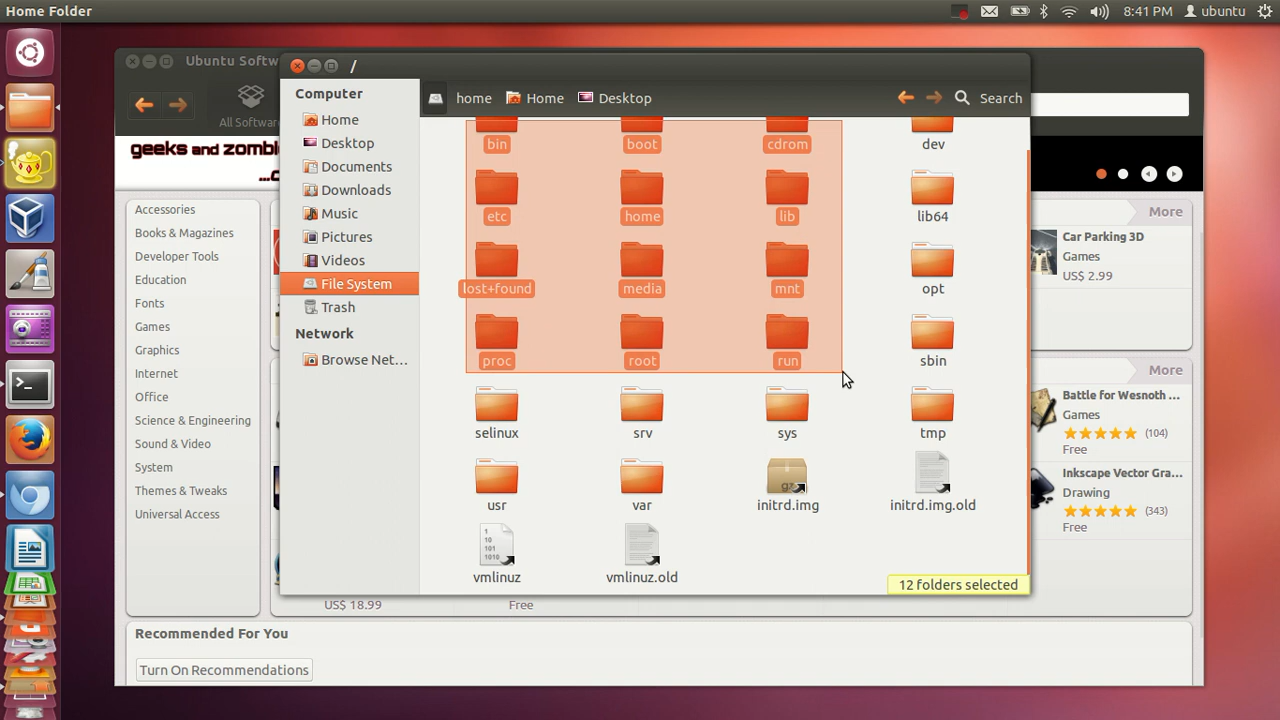 Home Folder
8:41 PM
ubuntu
Ubuntu Softw
/
All Softwar
geeks and zombi
...c
Computer
Home
Desktop
Documents
Downloads
Music
Pictures
Videos
File System
Trash
Network
Browse Net...
home
Home
Desktop
Search
bin
boot
cdrom
dev
etc
home
lib
lib64
lost+found
media
mnt
opt
proc
root
run
sbin
selinux
srv
sys
tmp
usr
var
initrd.img
initrd.img.old
vmlinuz
vmlinuz.old
12 folders selected
Accessories
Books & Magazines
Developer Tools
Education
Fonts
Games
Graphics
Internet
Office
Science & Engineering
Sound & Video
System
Themes & Tweaks
Universal Access
More
Car Parking 3D
Games
US$ 2.99
More
Battle for Wesnoth ...
Games
(104)
Free
Inkscape Vector Gra...
Drawing
(343)
Free
US$ 18.99
Free
Recommended For You
Turn On Recommendations